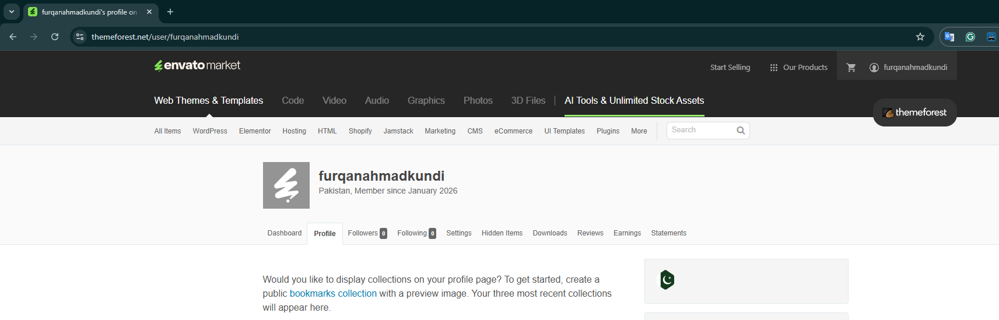 furqanahmadkundi's profile on
themeforest.net/user/furqanahmadkundi
envato market
Start Selling Our Products furqanahmadkundi
Web Themes & Templates Code Video Audio Graphics Photos 3D Files AI Tools & Unlimited Stock Assets
themeforest
All Items WordPress Elementor Hosting HTML Shopify Jamstack Marketing CMS eCommerce UI Templates Plugins More Search
furqanahmadkundi
Pakistan, Member since January 2026
Dashboard Profile Followers 0 Following 0 Settings Hidden Items Downloads Reviews Earnings Statements
Would you like to display collections on your profile page? To get started, create a
public bookmarks collection with a preview image. Your three most recent collections
will appear here.